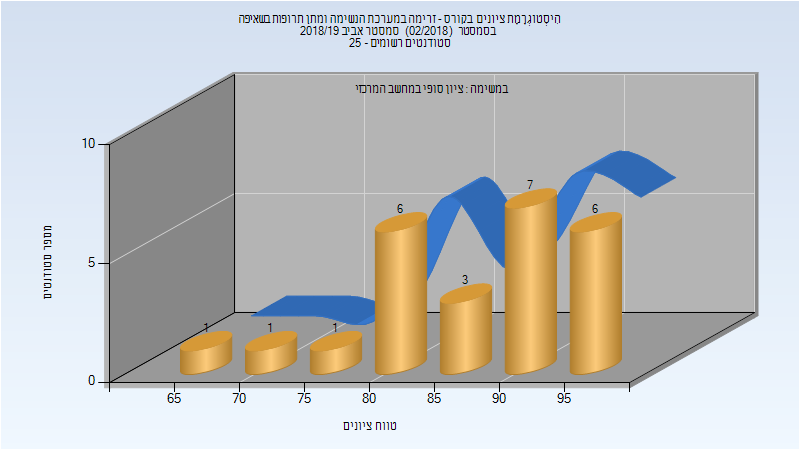 היסטוגרמת ציונים בקורס - זרימה במערכת הנשימה ומתן תרופות בשאיפה
בסמסטר (02/2018) סמסטר אביב 2018/19
סטודנטים רשומים - 25
במשימה : ציון סופי במחשב המרכזי
מספר סטודנטים
10
5
0
1
1
1
6
3
7
6
65
70
75
80
85
90
95
טווח ציונים